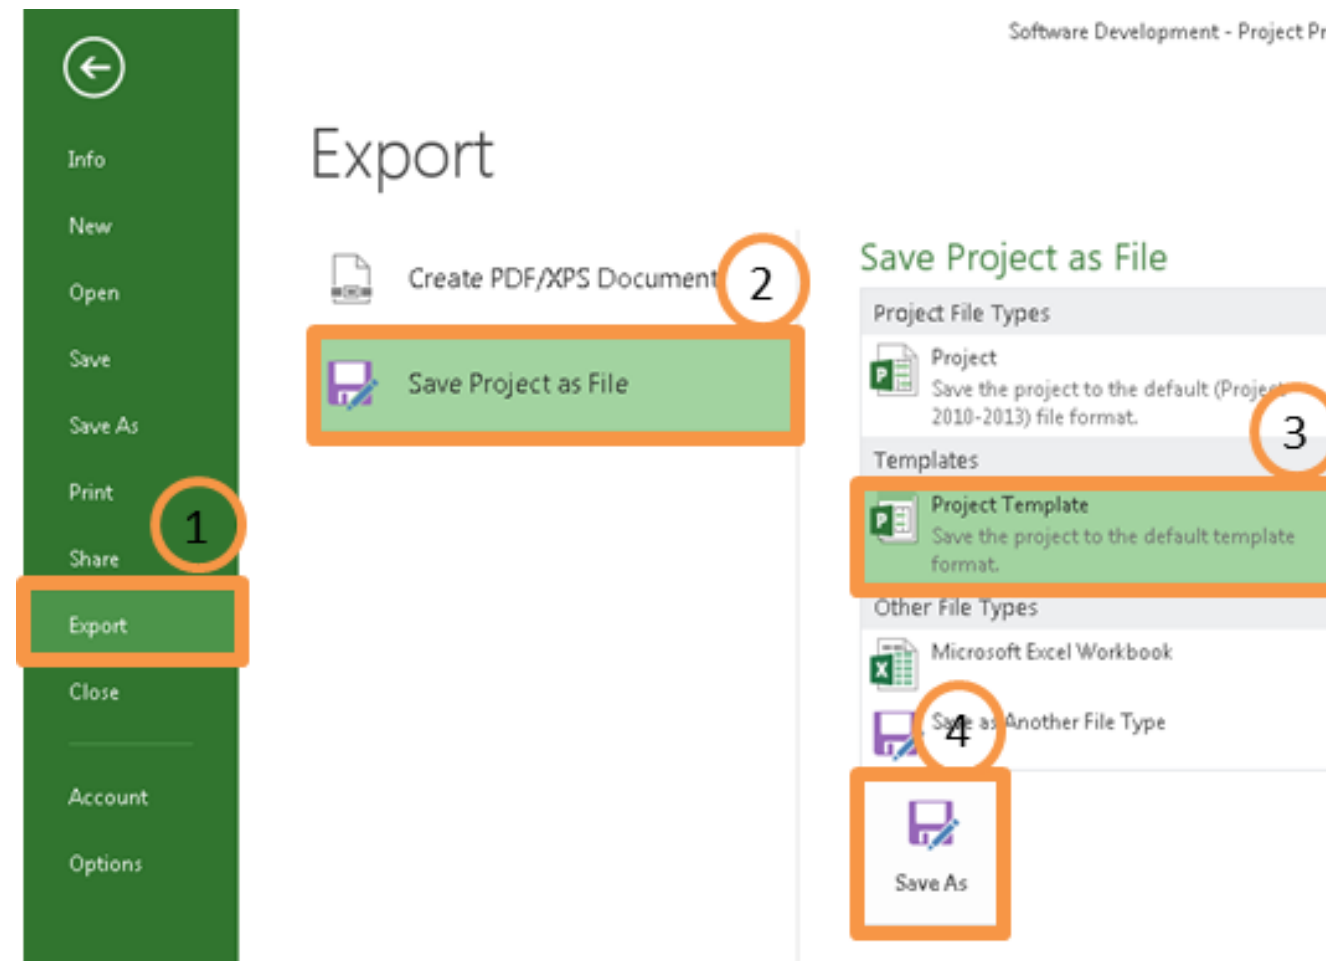 Software Development - Project Pr
Info
New
Open
Save
Save As
Print
1
Share
Export
Close
Account
Options
Export
Create PDF/XPS Document
2
Save Project as File
Save Project as File
Project File Types
Project
Save the project to the default (Project
2010-2013) file format.
3
Templates
Project Template
Save the project to the default template
format.
Other File Types
Microsoft Excel Workbook
Save as Another File Type
4
Save As